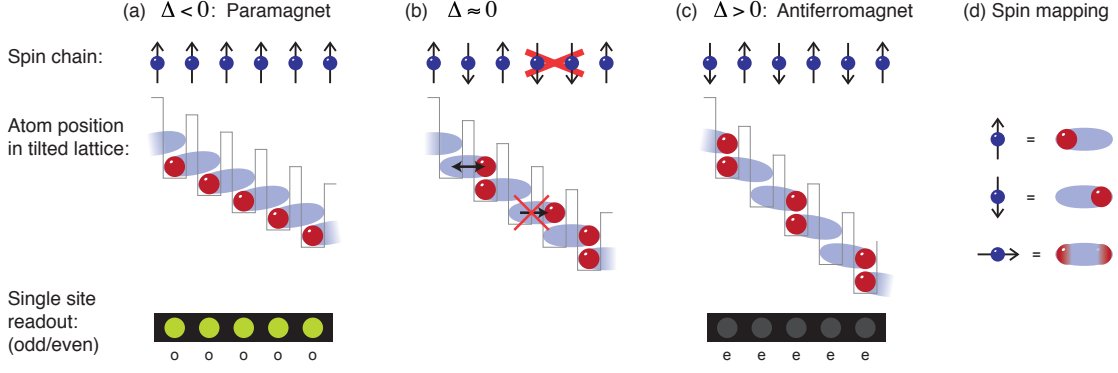 (a) Δ < 0: Paramagnet
(b) Δ ≈ 0
(c) Δ > 0: Antiferromagnet
(d) Spin mapping
Spin chain:
Atom position
in tilted lattice:
=
=
=
Single site
readout:
(odd/even)
o o o o o
e e e e e